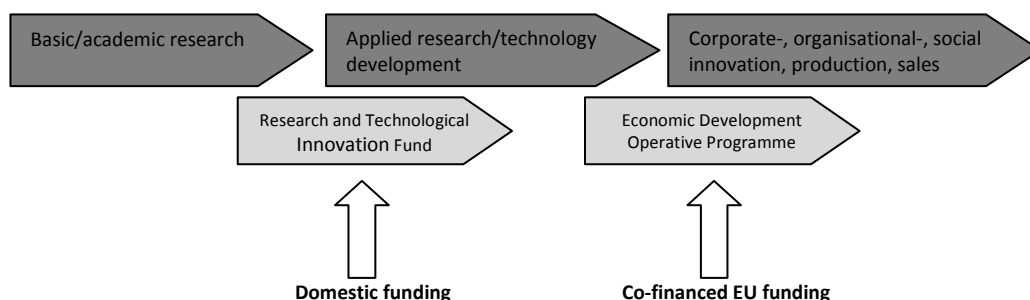 Basic/academic research
Applied research/technology
development
Corporate-, organisational-, social
innovation, production, sales
Research and Technological
Innovation Fund
Economic Development
Operative Programme
Domestic funding
Co-financed EU funding